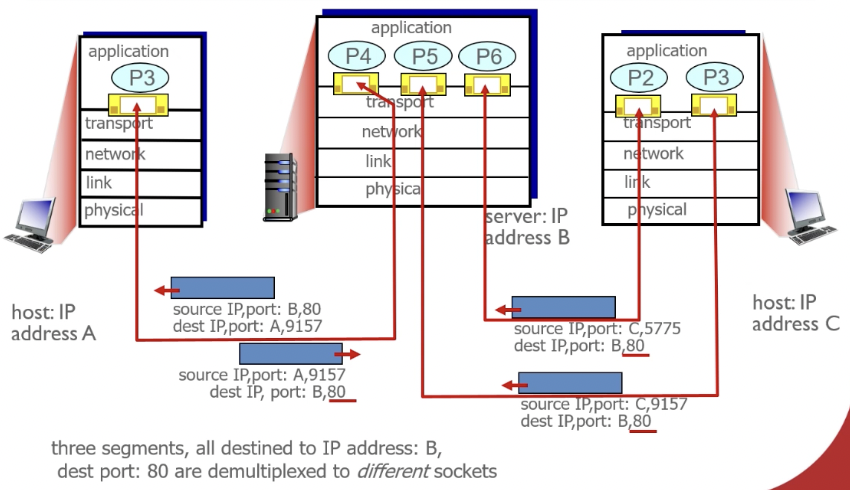 application
P3
transport
network
link
physical
application
P4 P5 P6
transport
network
link
physical
server: IP
address B
application
P2 P3
transport
network
link
physical
host: IP
address A
source IP,port: B,80
dest IP,port: A,9157
source IP,port: A,9157
dest IP, port: B,80
source IP,port: C,5775
dest IP,port: B,80
source IP,port: C,9157
dest IP,port: B,80
host: IP
address C
three segments, all destined to IP address: B,
dest port: 80 are demultiplexed to different sockets